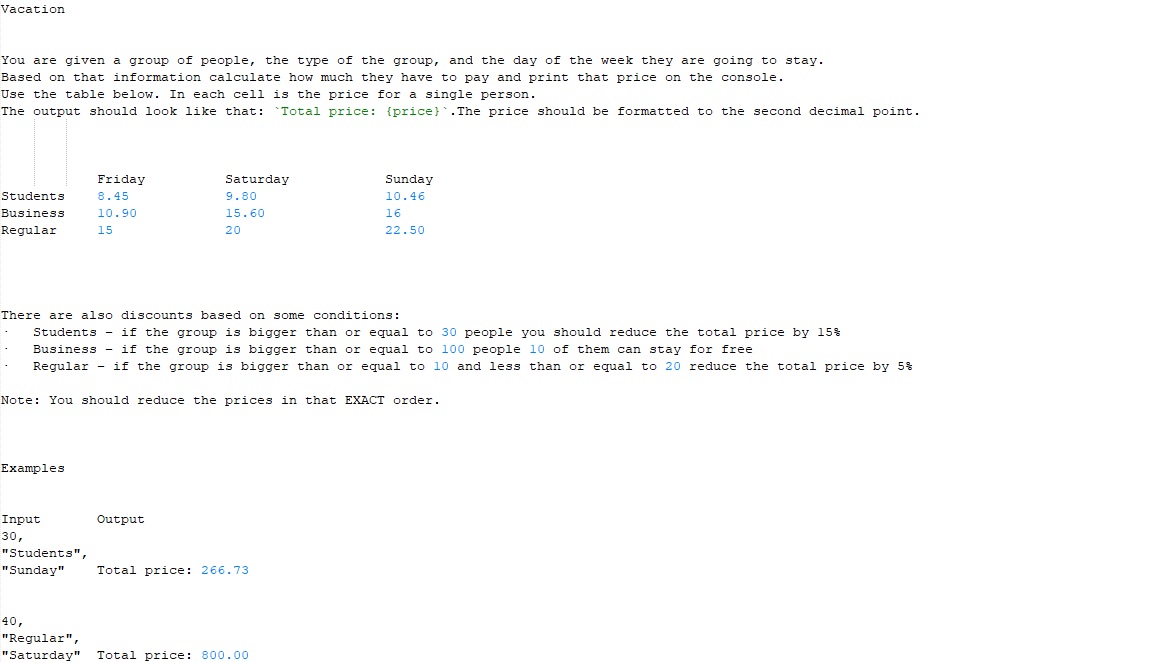 Vacation
You are given a group of people, the type of the group, and the day of the week they are going to stay.
Based on that information calculate how much they have to pay and print that price on the console.
Use the table below. In each cell is the price for a single person.
The output should look like that: `Total price: {price}`.The price should be formatted to the second decimal point.
Friday Saturday Sunday
Students 8.45 9.80 10.46
Business 10.90 15.60 16
Regular 15 20 22.50
There are also discounts based on some conditions:
· Students – if the group is bigger than or equal to 30 people you should reduce the total price by 15%
· Business – if the group is bigger than or equal to 100 people 10 of them can stay for free
· Regular – if the group is bigger than or equal to 10 and less than or equal to 20 reduce the total price by 5%
Note: You should reduce the prices in that EXACT order.
Examples
Input Output
30,
"Students",
"Sunday" Total price: 266.73
40,
"Regular",
"Saturday" Total price: 800.00